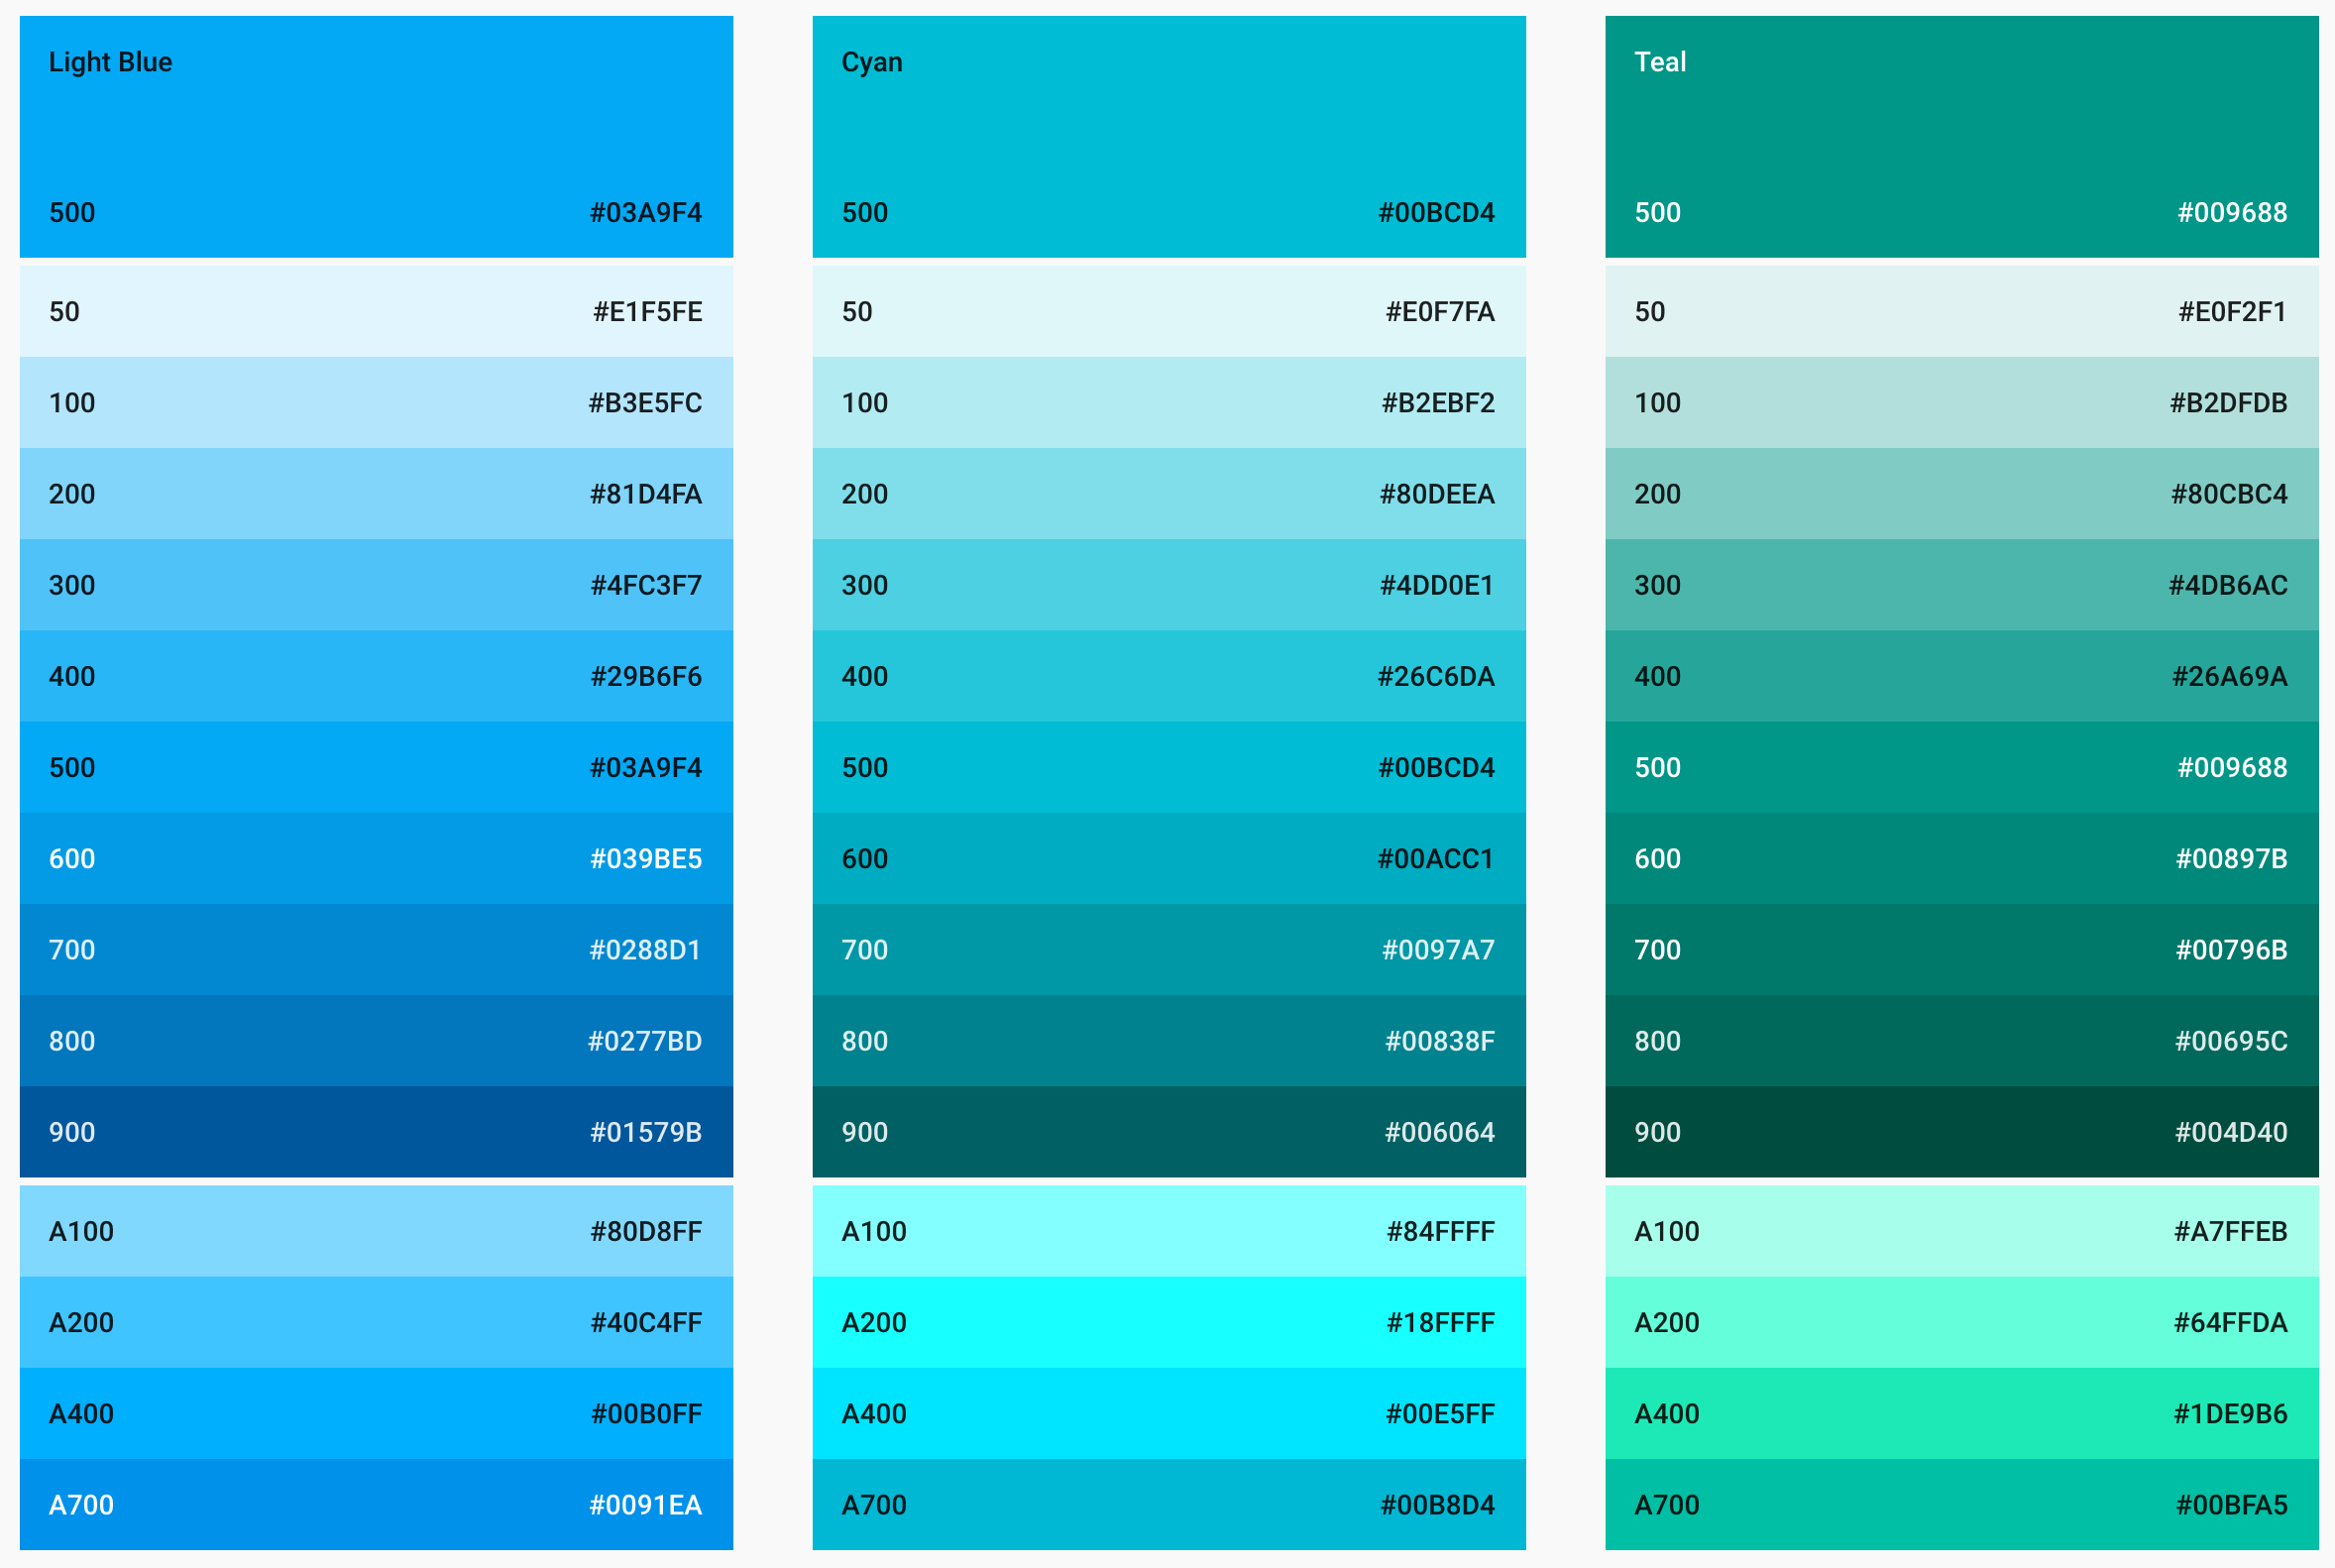 Light Blue
500 #03A9F4
50 #E1F5FE
100 #B3E5FC
200 #81D4FA
300 #4FC3F7
400 #29B6F6
500 #03A9F4
600 #039BE5
700 #0288D1
800 #0277BD
900 #01579B
A100 #80D8FF
A200 #40C4FF
A400 #00B0FF
A700 #0091EA
Cyan
500 #00BCD4
50 #E0F7FA
100 #B2EBF2
200 #80DEEA
300 #4DD0E1
400 #26C6DA
500 #00BCD4
600 #00ACC1
700 #0097A7
800 #00838F
900 #006064
A100 #84FFFF
A200 #18FFFF
A400 #00E5FF
A700 #00B8D4
Teal
500 #009688
50 #E0F2F1
100 #B2DFDB
200 #80CBC4
300 #4DB6AC
400 #26A69A
500 #009688
600 #00897B
700 #00796B
800 #00695C
900 #004D40
A100 #A7FFEB
A200 #64FFDA
A400 #1DE9B6
A700 #00BFA5